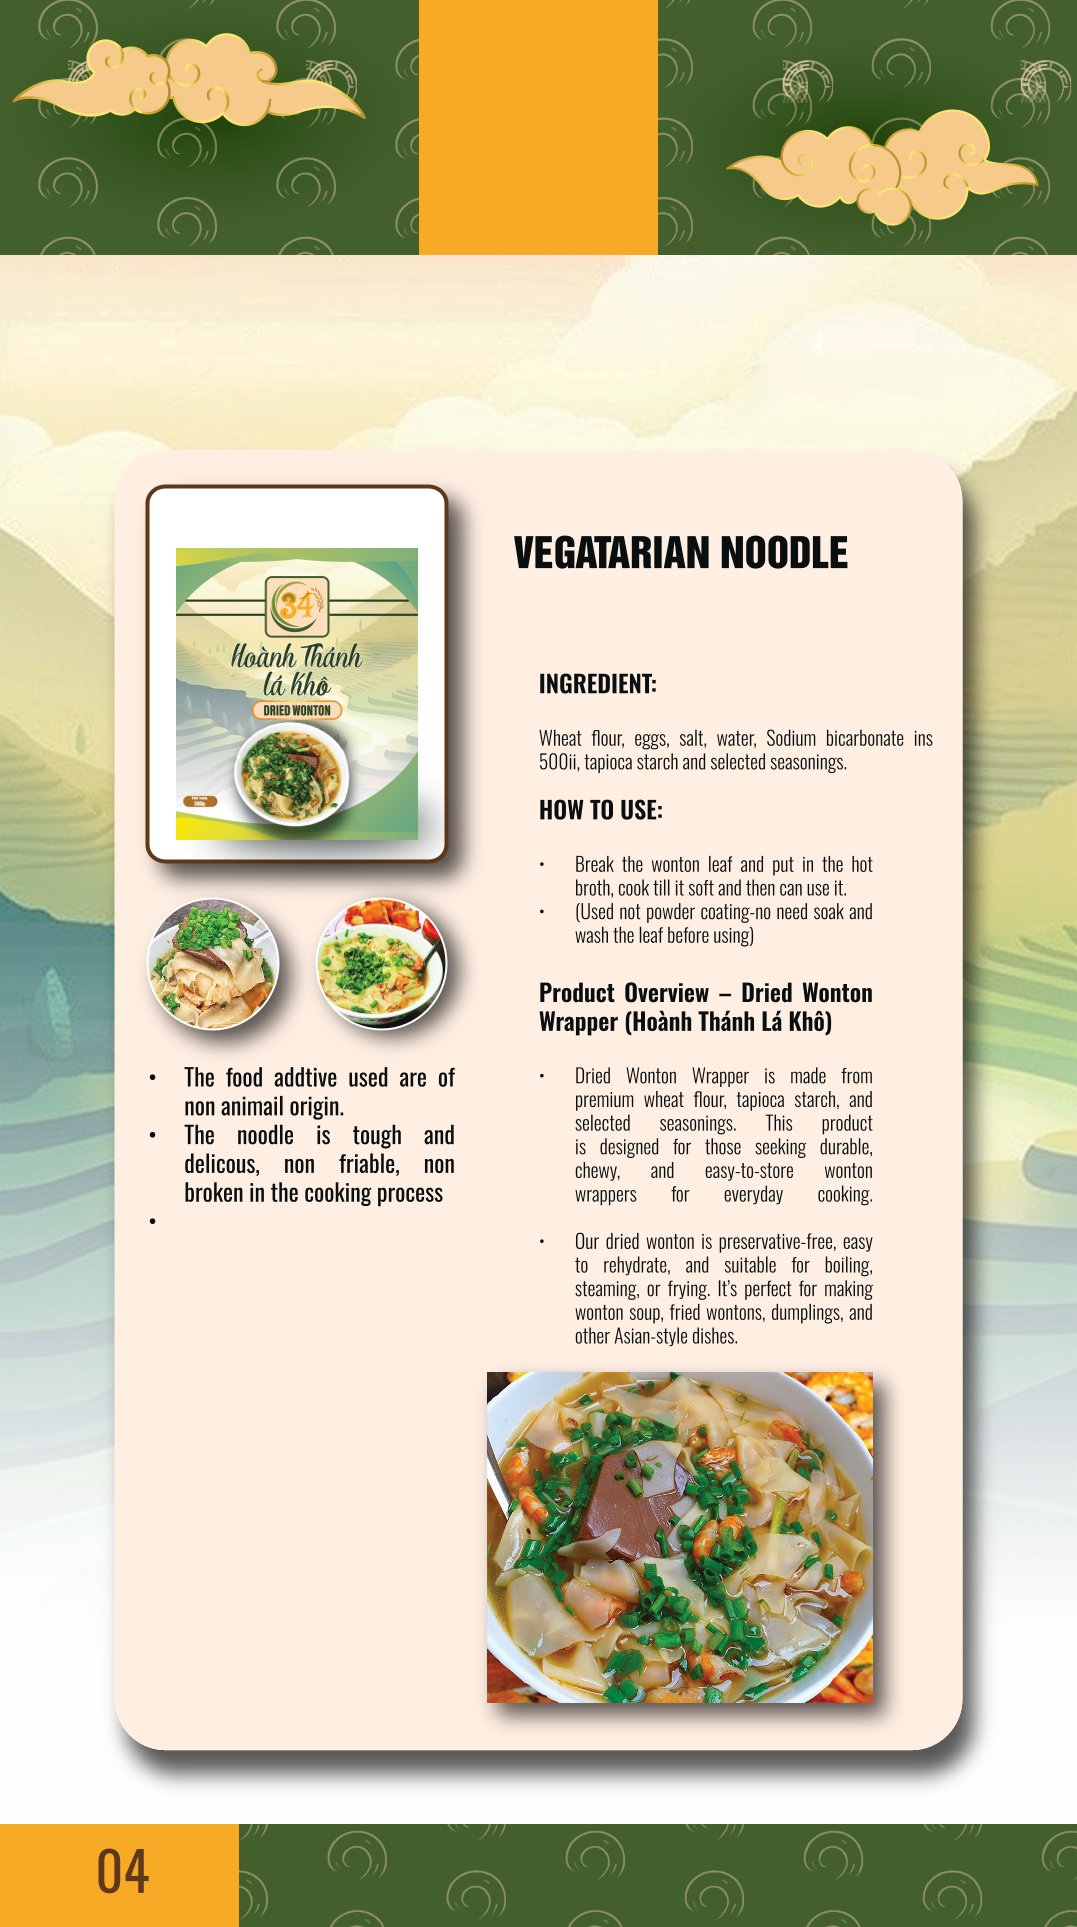 34
Hoành Thánh
lá Khô
DRIED WONTON
500g
The food addtive used are of
non animail origin.
The noodle is tough and
delicous, non friable, non
broken in the cooking process
VEGATARIAN NOODLE
INGREDIENT:
Wheat flour, eggs, salt, water, Sodium bicarbonate ins
500ii, tapioca starch and selected seasonings.
HOW TO USE:
Break the wonton leaf and put in the hot
broth, cook till it soft and then can use it.
(Used not powder coating-no need soak and
wash the leaf before using)
Product Overview – Dried Wonton
Wrapper (Hoành Thánh Lá Khô)
Dried Wonton Wrapper is made from
premium wheat flour, tapioca starch, and
selected seasonings. This product
is designed for those seeking durable,
chewy, and easy-to-store wonton
wrappers for everyday cooking.
Our dried wonton is preservative-free, easy
to rehydrate, and suitable for boiling,
steaming, or frying. It's perfect for making
wonton soup, fried wontons, dumplings, and
other Asian-style dishes.
04